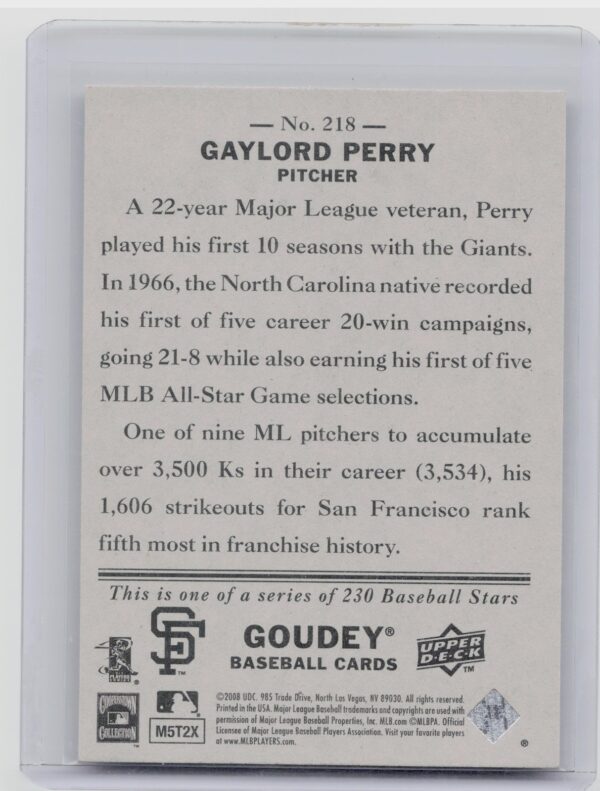 — No. 218 —
GAYLORD PERRY
PITCHER
A 22-year Major League veteran, Perry
played his first 10 seasons with the Giants.
In 1966, the North Carolina native recorded
his first of five career 20-win campaigns,
going 21-8 while also earning his first of five
MLB All-Star Game selections.
One of nine ML pitchers to accumulate
over 3,500 Ks in their career (3,534), his
1,606 strikeouts for San Francisco rank
fifth most in franchise history.
This is one of a series of 230 Baseball Stars
SF™
GOUDEY®
BASEBALL CARDS
UPPER
D·E·C·K™
COOPERSTOWN
COLLECTION
M5T2X
©2008 UDC. 985 Trade Drive, North Las Vegas, NV 89030. All rights reserved.
Printed in the USA. Major League Baseball trademarks and copyrights are used with
permission of Major League Baseball Properties, Inc. MLB.com ©MLBPA. Official
Licensee of Major League Baseball Players Association. Visit your favorite players
at www.MLBPLAYERS.com.
®